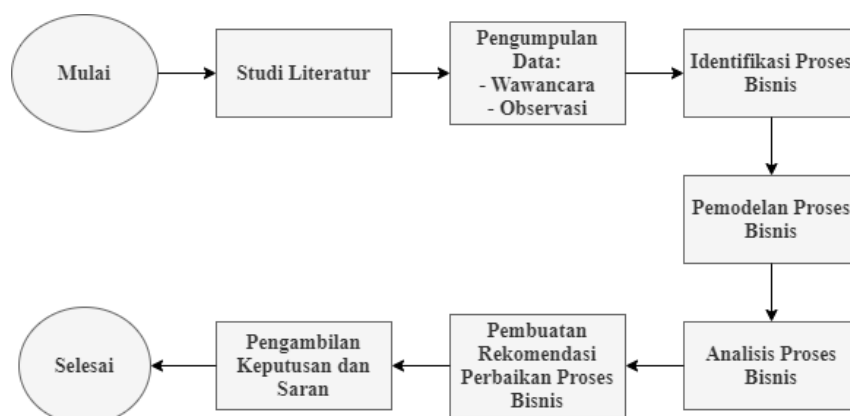 Mulai
Studi Literatur
Pengumpulan
Data:
- Wawancara
- Observasi
Identifikasi Proses
Bisnis
Pemodelan Proses
Bisnis
Analisis Proses
Bisnis
Pembuatan
Rekomendasi
Perbaikan Proses
Bisnis
Pengambilan
Keputusan dan
Saran
Selesai